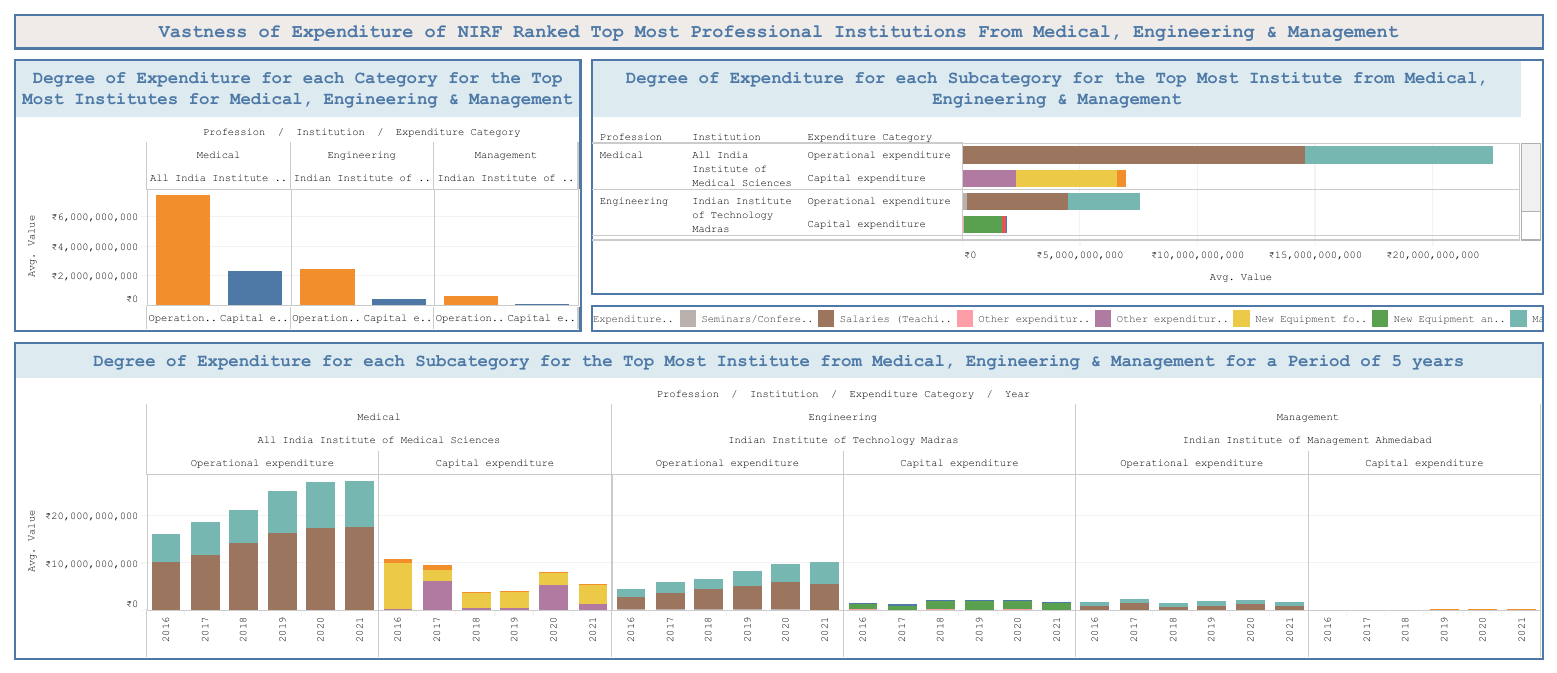 Vastness of Expenditure of NIRF Ranked Top Most Professional Institutions From Medical, Engineering & Management
Degree of Expenditure for each Category for the Top
Most Institutes for Medical, Engineering & Management
Profession / Institution / Expenditure Category
Medical Engineering Management
All India Institute .. Indian Institute of .. Indian Institute of ..
Avg. Value
₹6,000,000,000
₹4,000,000,000
₹2,000,000,000
₹0
Operation.. Capital e.. Operation.. Capital e.. Operation.. Capital e..
Degree of Expenditure for each Subcategory for the Top Most Institute from Medical,
Engineering & Management
Profession Institution Expenditure Category
Medical All India Operational expenditure
Institute of
Medical Sciences Capital expenditure
Engineering Indian Institute Operational expenditure
of Technology
Madras Capital expenditure
₹0 ₹5,000,000,000 ₹10,000,000,000 ₹15,000,000,000 ₹20,000,000,000
Avg. Value
Expenditure.. Seminars/Confere.. Salaries (Teachi.. Other expenditur.. Other expenditur.. New Equipment fo.. New Equipment an.. Ma
Degree of Expenditure for each Subcategory for the Top Most Institute from Medical, Engineering & Management for a Period of 5 years
Profession / Institution / Expenditure Category / Year
Medical Engineering Management
All India Institute of Medical Sciences Indian Institute of Technology Madras Indian Institute of Management Ahmedabad
Operational expenditure Capital expenditure Operational expenditure Capital expenditure Operational expenditure Capital expenditure
Avg. Value
₹20,000,000,000
₹10,000,000,000
₹0
2016 2017 2018 2019 2020 2021 2016 2017 2018 2019 2020 2021 2016 2017 2018 2019 2020 2021 2016 2017 2018 2019 2020 2021 2016 2017 2018 2019 2020 2021 2016 2017 2018 2019 2020 2021